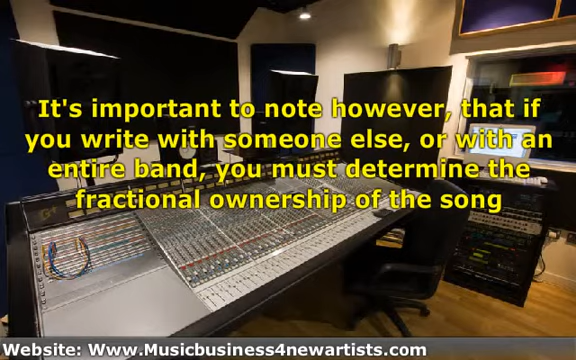 It's important to note however, that if
you write with someone else, or with an
entire band, you must determine the
fractional ownership of the song
Website: Www.Musicbusiness4newartists.com